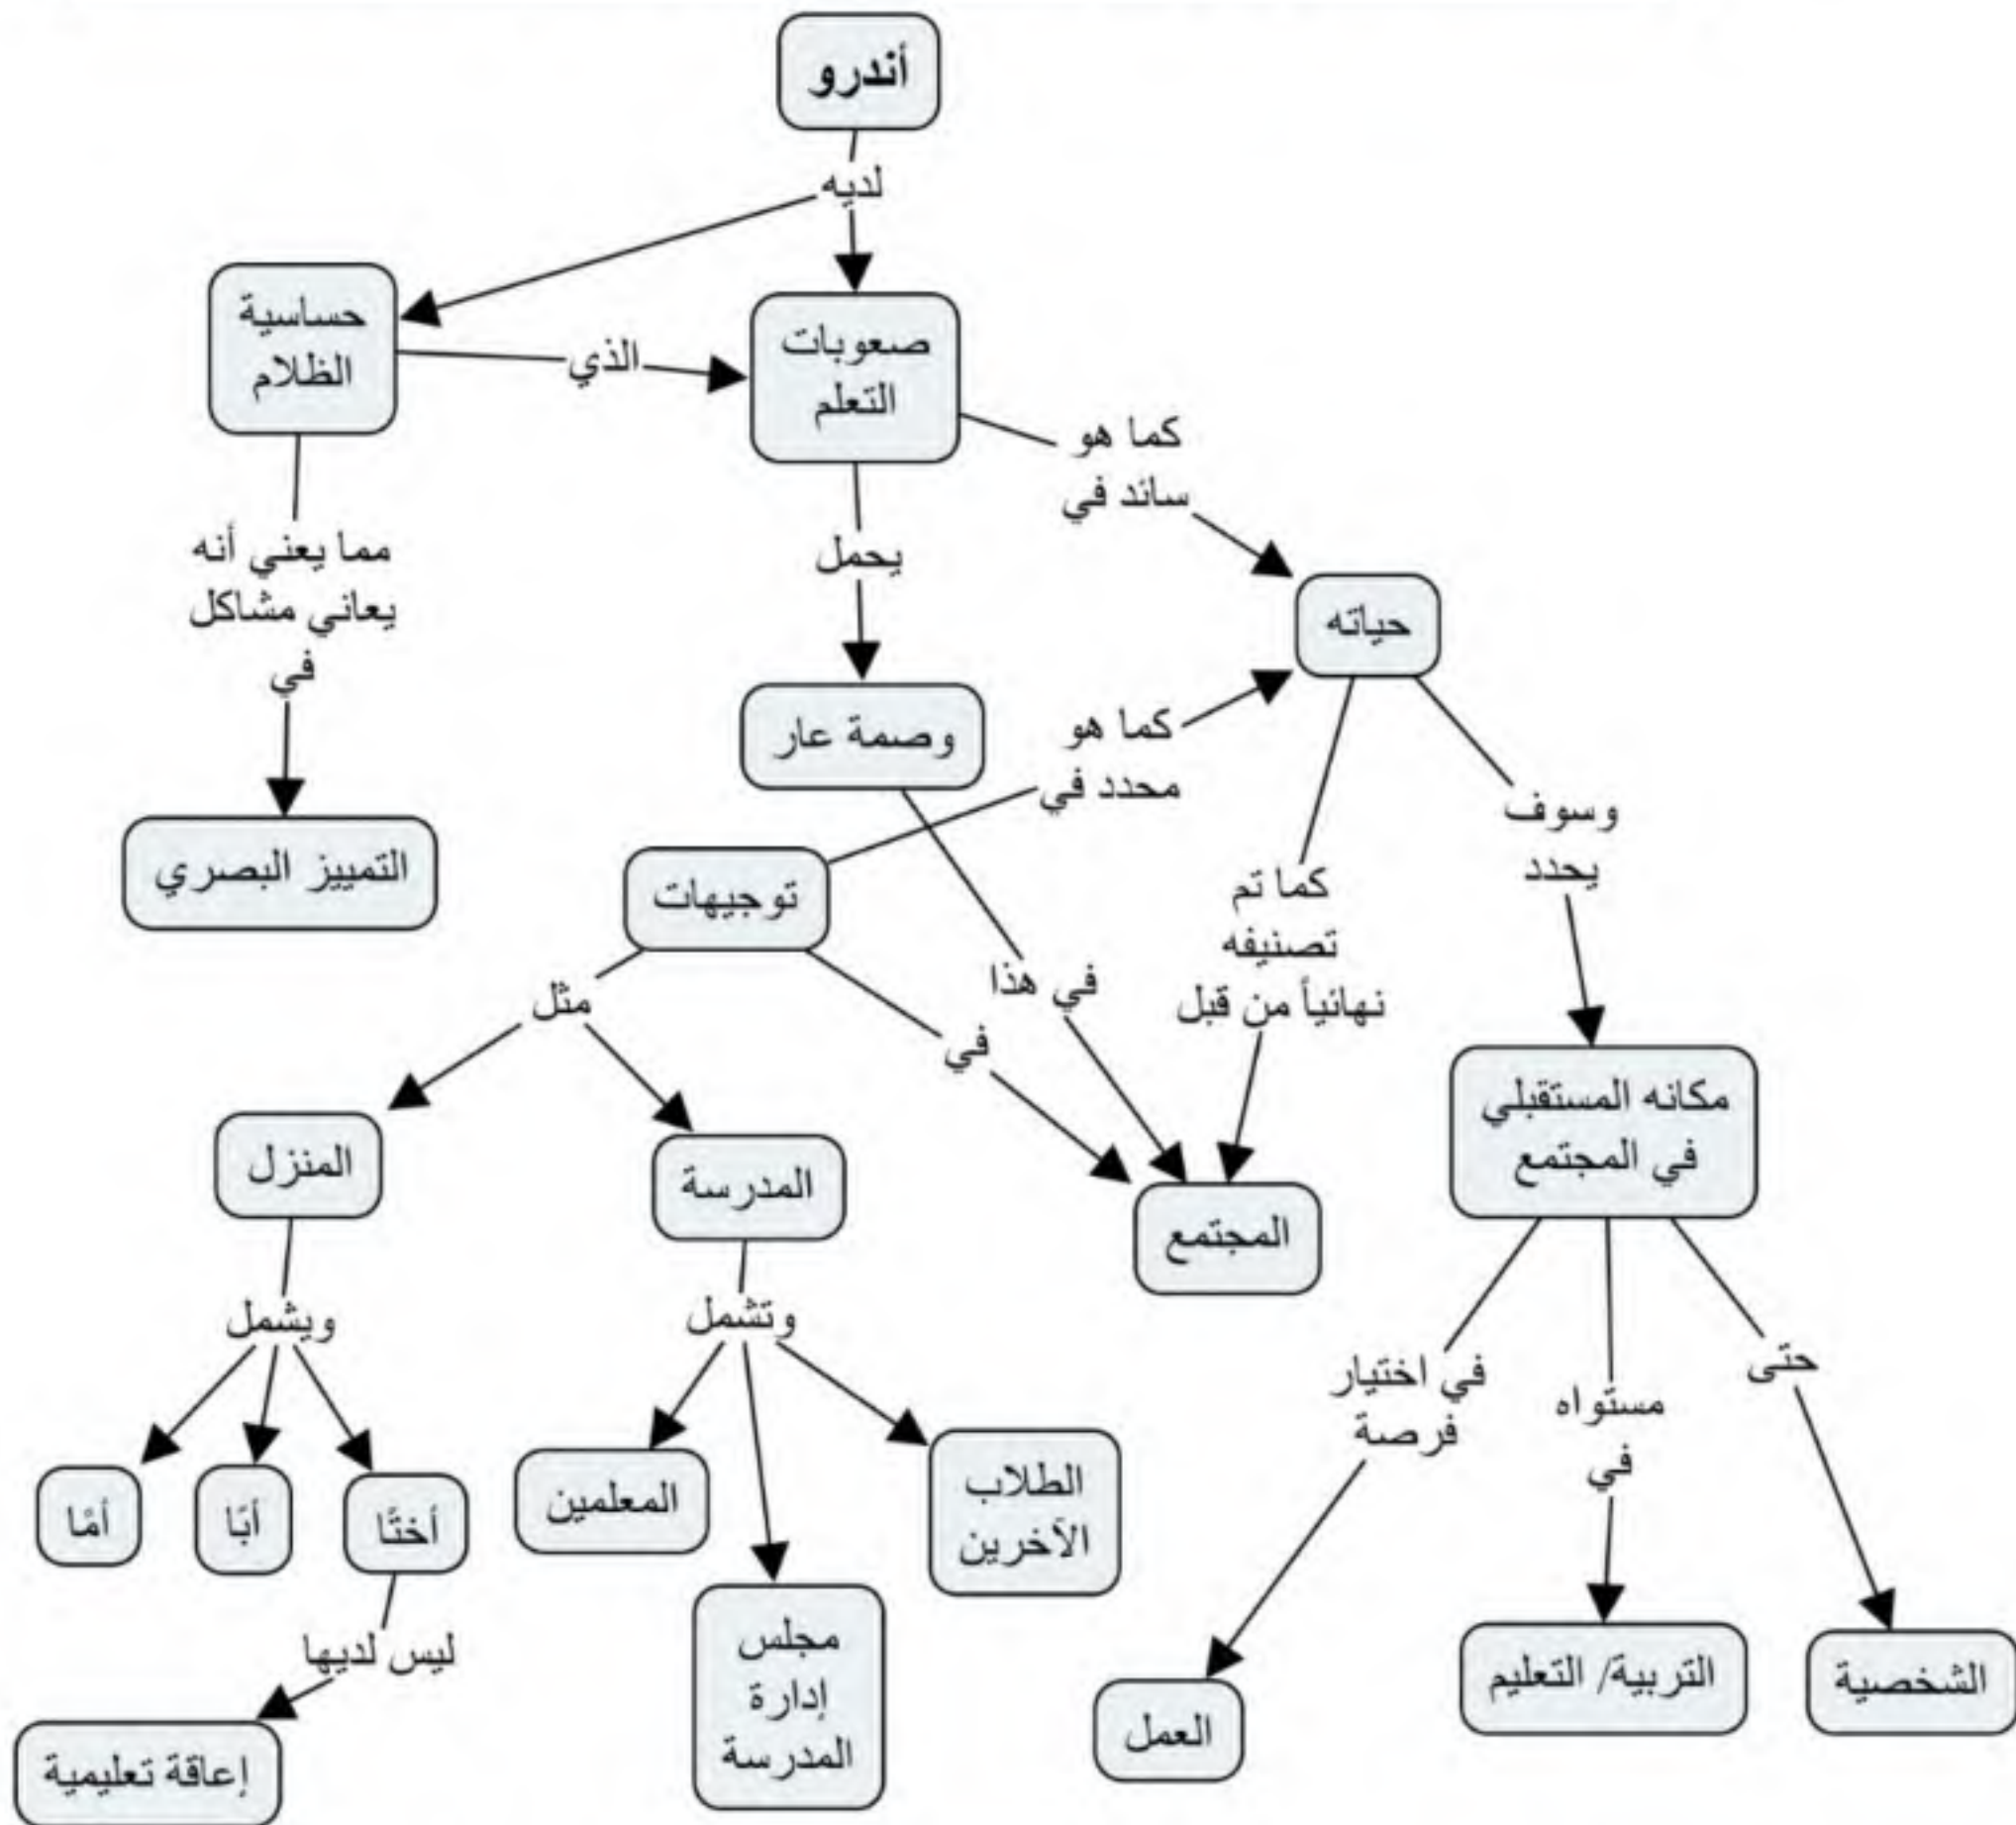 أندرو
لديه
حساسية
الظلام
الذي
صعوبات
التعلم
كما هو
سائد في
مما يعني أنه
يعاني مشاكل
في
يحمل
حياته
وصمة عار
كما هو
محدد في
وسوف
يحدد
التمييز البصري
توجيهات
كما تم
تصنيفه
نهائياً من قبل
في هذا
مثل
في
مكانه المستقبلي
في المجتمع
المنزل
المدرسة
المجتمع
ويشمل
وتشمل
في اختيار
فرصة
مستواه
في
حتى
أمًا
أبًا
أختًا
المعلمين
الطلاب
الآخرين
ليس لديها
مجلس
إدارة
المدرسة
إعاقة تعليمية
العمل
التربية/ التعليم
الشخصية